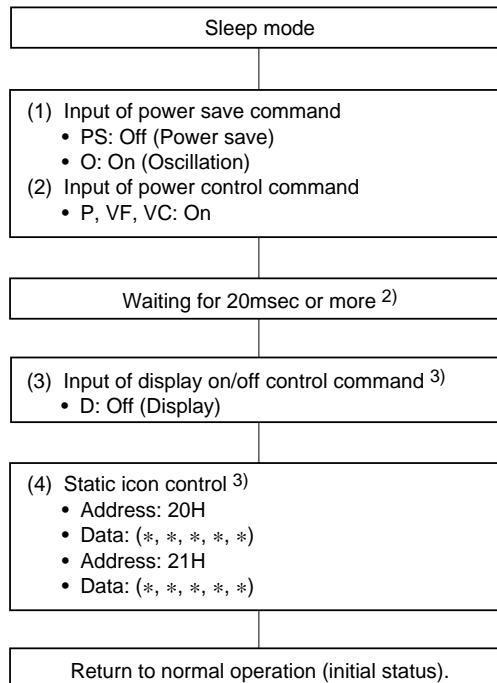 Sleep mode
(1) Input of power save command
• PS: Off (Power save)
• O: On (Oscillation)
(2) Input of power control command
• P, VF, VC: On
Waiting for 20msec or more 2)
(3) Input of display on/off control command 3)
• D: Off (Display)
(4) Static icon control 3)
• Address: 20H
• Data: (*, *, *, *, *)
• Address: 21H
• Data: (*, *, *, *, *)
Return to normal operation (initial status).